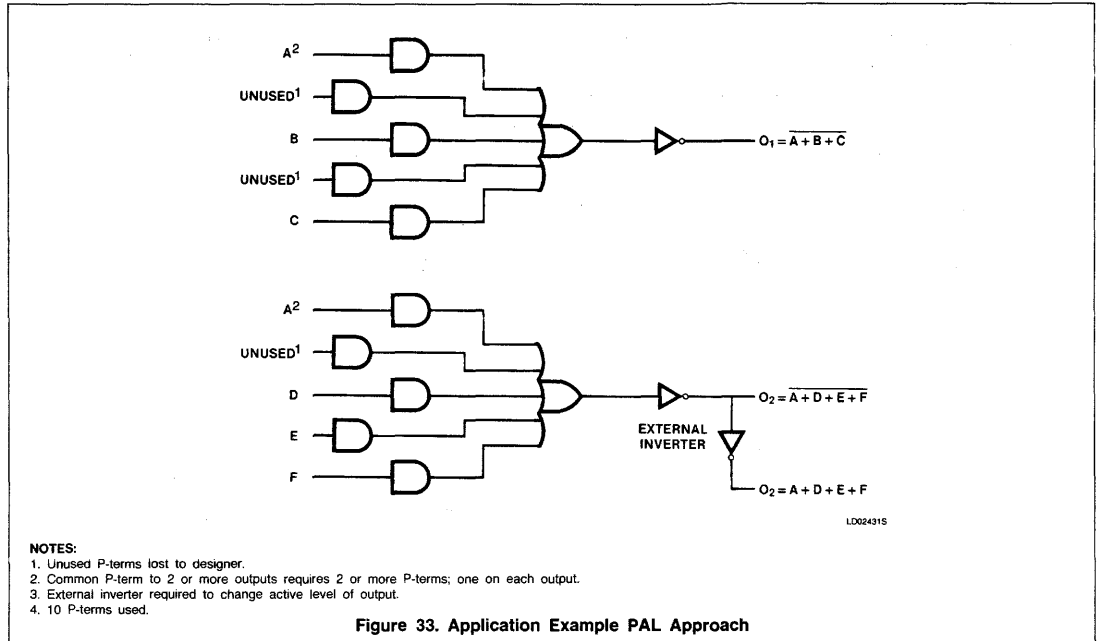 A²
UNUSED¹
B
O₁ = \overline{A + B + C}
UNUSED¹
C
A²
UNUSED¹
D
O₂ = \overline{A + D + E + F}
EXTERNAL
INVERTER
E
F
O₂ = A + D + E + F
LD02431S
NOTES:
1. Unused P-terms lost to designer.
2. Common P-term to 2 or more outputs requires 2 or more P-terms; one on each output.
3. External inverter required to change active level of output.
4. 10 P-terms used.
Figure 33. Application Example PAL Approach